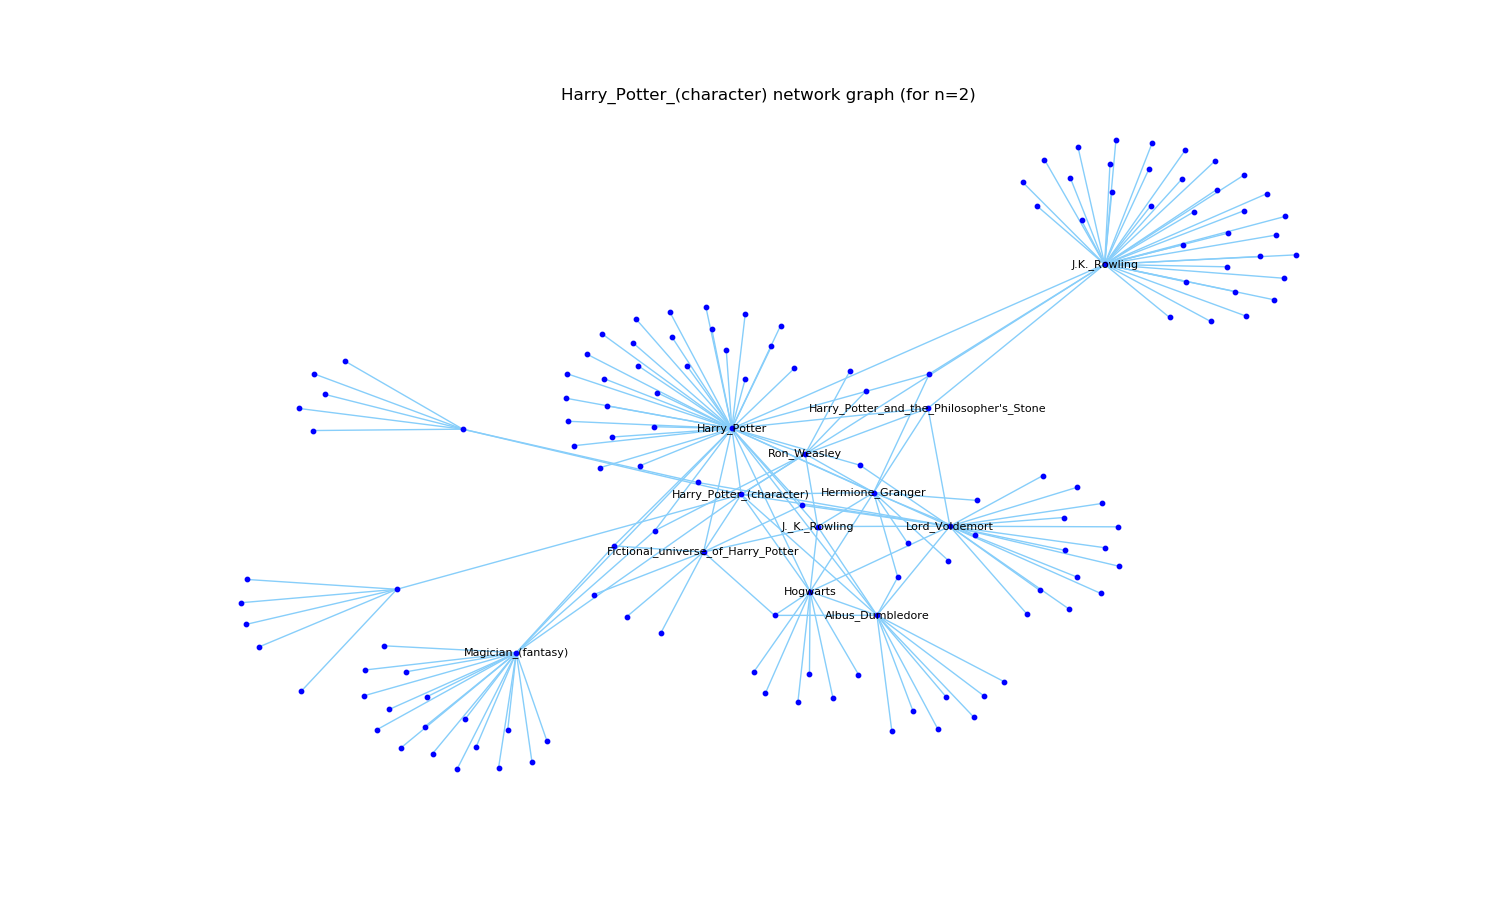 Harry_Potter_(character) network graph (for n=2)
J.K._Rowling
Harry_Potter_and_the_Philosopher's_Stone
Harry_Potter
Ron_Weasley
Hermione_Granger
Harry_Potter_(character)
J._K._Rowling
Lord_Voldemort
Fictional_universe_of_Harry_Potter
Hogwarts
Albus_Dumbledore
Magician_(fantasy)